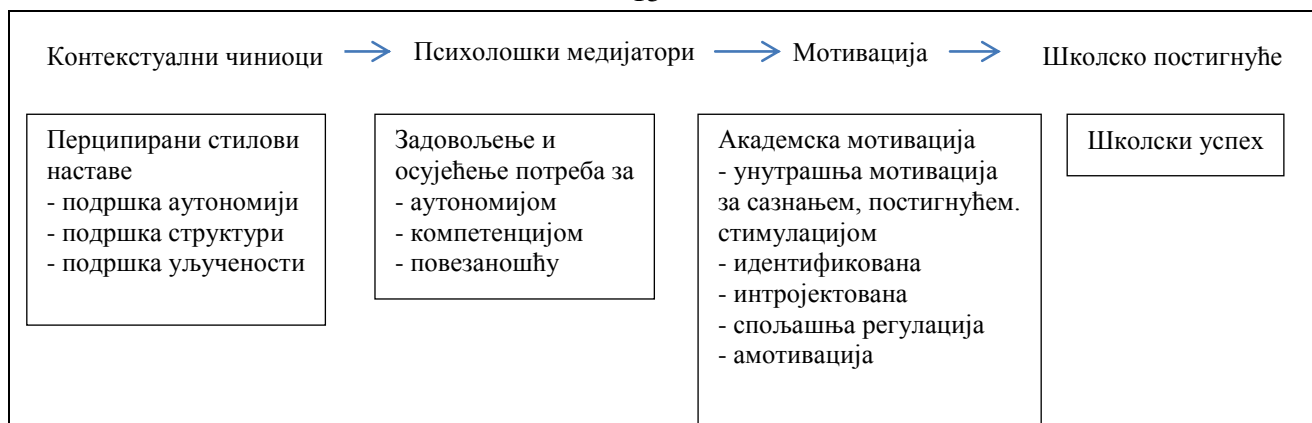 Контекстуални чиниоци
Психолошки медијатори
Мотивација
Школско постигнуће
Перципирани стилови
наставе
- подршка аутономији
- подршка структури
- подршка уључености
Задовољење и
осујећење потреба за
- аутономијом
- компетенцијом
- повезаношћу
Академска мотивација
- унутрашња мотивација
за сазнањем, постигнућем.
стимулацијом
- идентификована
- интројектована
- спољашња регулација
- амотивација
Школски успех